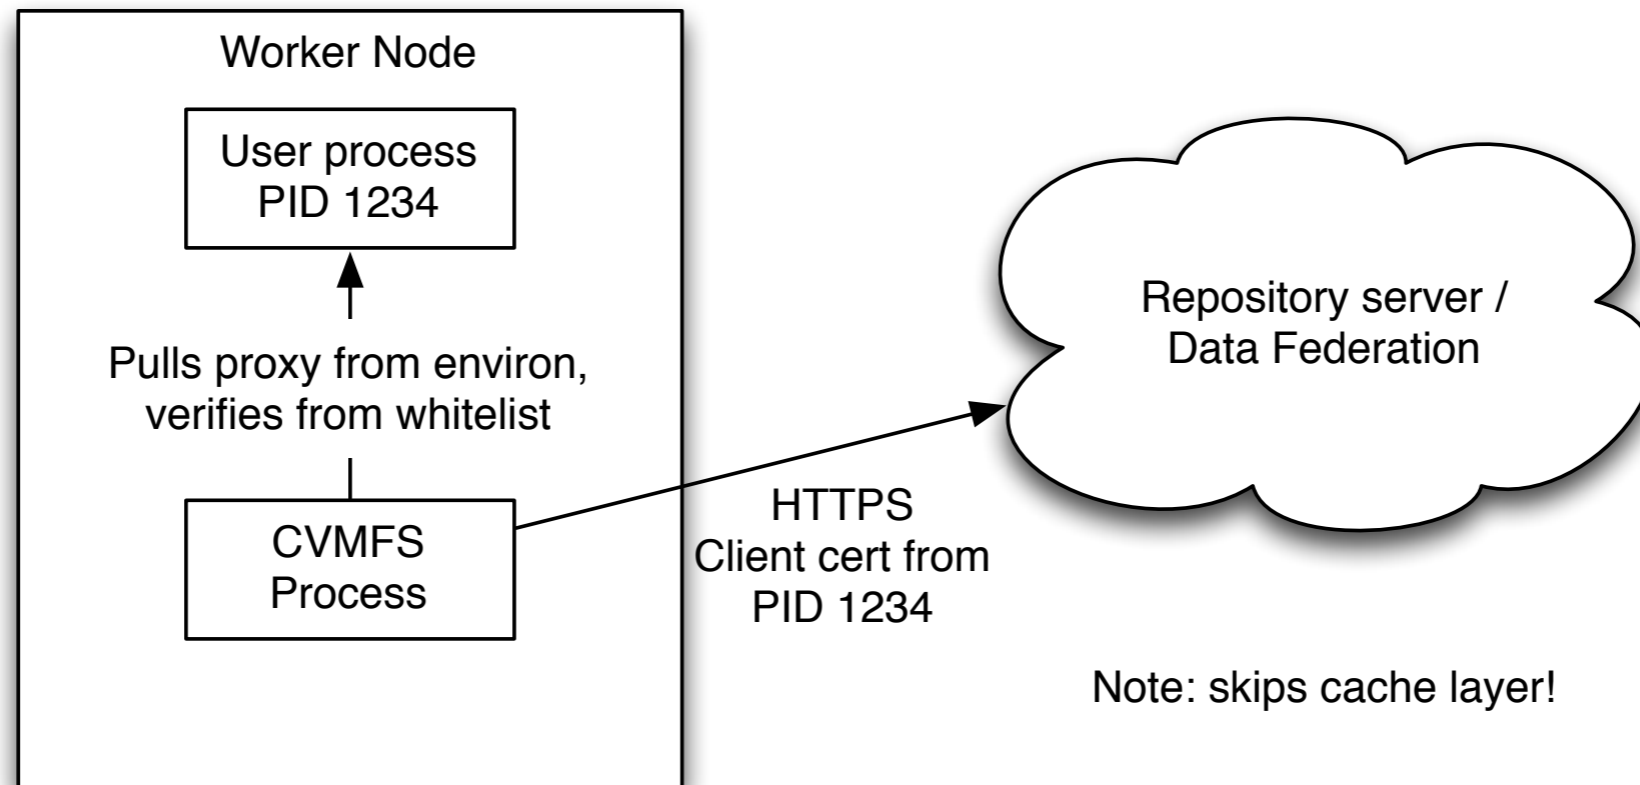 Worker Node
User process
PID 1234
Pulls proxy from environ,
verifies from whitelist
CVMFS
Process
HTTPS
Client cert from
PID 1234
Repository server /
Data Federation
Note: skips cache layer!